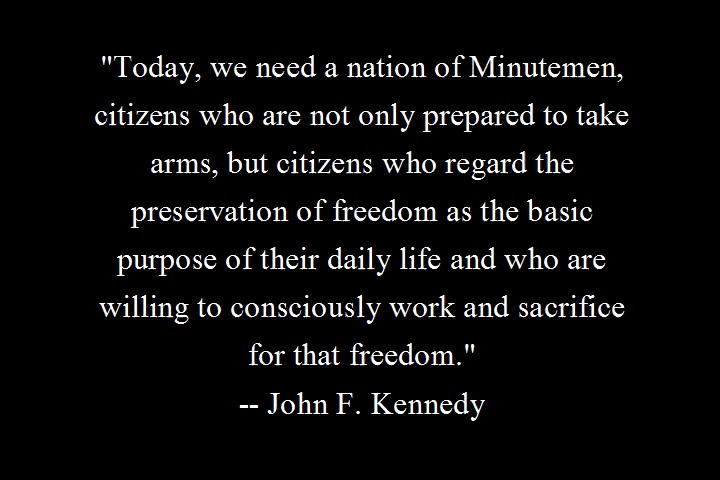 "Today, we need a nation of Minutemen,
citizens who are not only prepared to take
arms, but citizens who regard the
preservation of freedom as the basic
purpose of their daily life and who are
willing to consciously work and sacrifice
for that freedom."
-- John F. Kennedy